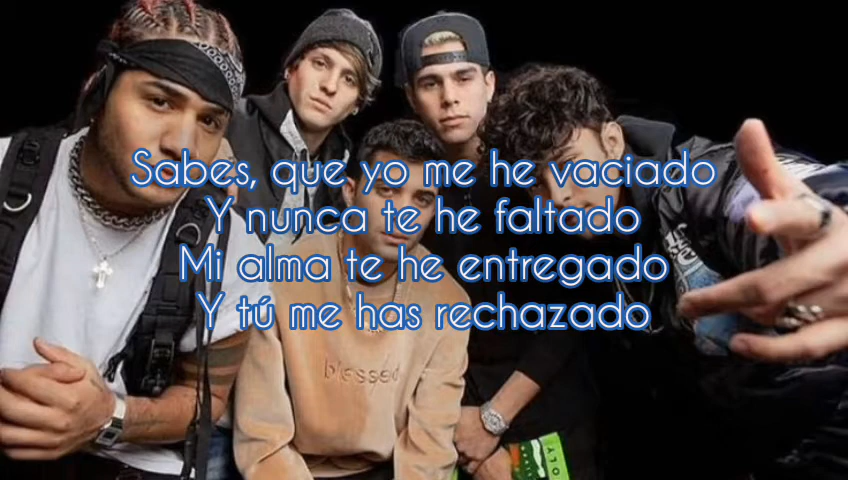 Sabes, que yo me he vaciado
Y nunca te he faltado
Mi alma te he entregado
Y tú me has rechazado
blessed